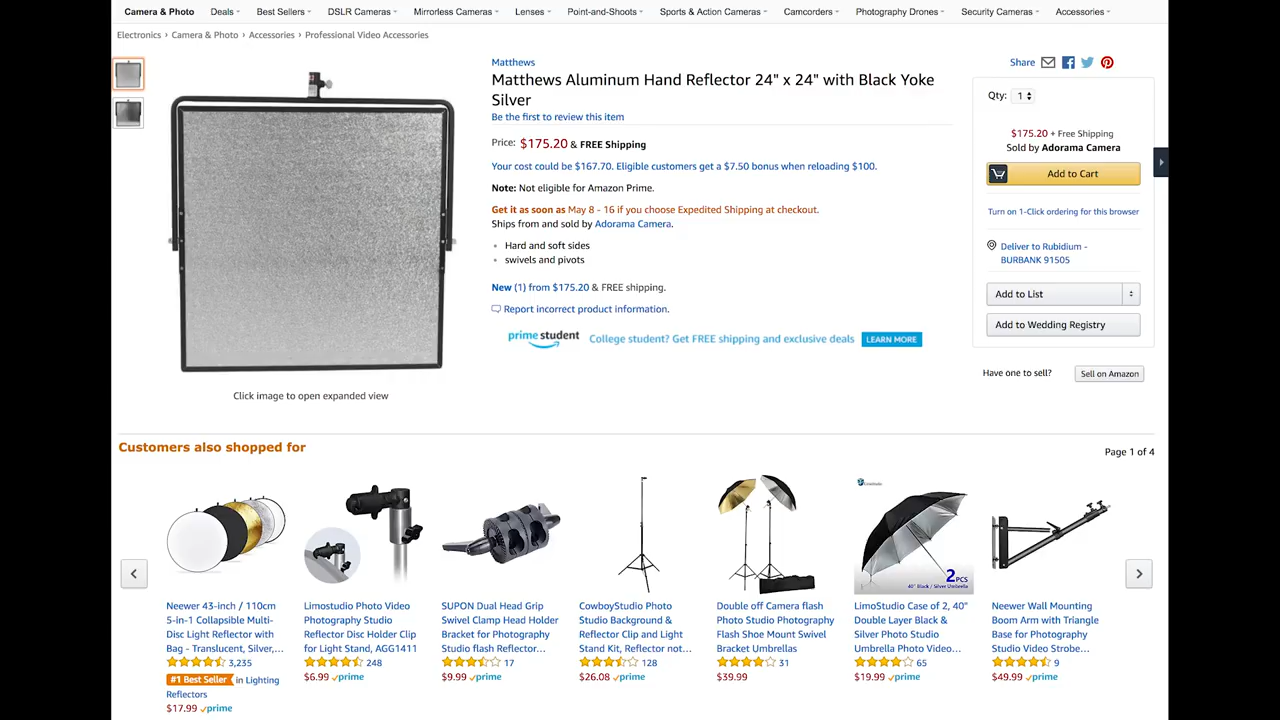 Camera & Photo Deals Best Sellers DSLR Cameras Mirrorless Cameras Lenses Point-and-Shoots Sports & Action Cameras Camcorders Photography Drones Security Cameras Accessories
Electronics › Camera & Photo › Accessories › Professional Video Accessories
Matthews
Matthews Aluminum Hand Reflector 24" x 24" with Black Yoke
Silver
Be the first to review this item
Price: $175.20 & FREE Shipping
Your cost could be $167.70. Eligible customers get a $7.50 bonus when reloading $100.
Note: Not eligible for Amazon Prime.
Get it as soon as May 8 - 16 if you choose Expedited Shipping at checkout.
Ships from and sold by Adorama Camera.
Hard and soft sides
swivels and pivots
New (1) from $175.20 & FREE shipping.
Report incorrect product information.
prime student College student? Get FREE shipping and exclusive deals LEARN MORE
Click image to open expanded view
Share
Qty: 1
$175.20 + Free Shipping
Sold by Adorama Camera
Add to Cart
Turn on 1-Click ordering for this browser
Deliver to Rubidium -
BURBANK 91505
Add to List
Add to Wedding Registry
Have one to sell? Sell on Amazon
Customers also shopped for
Page 1 of 4
Neewer 43-inch / 110cm
5-in-1 Collapsible Multi-
Disc Light Reflector with
Bag - Translucent, Silver,...
3,235
#1 Best Seller in Lighting
Reflectors
$17.99 prime
Limostudio Photo Video
Photography Studio
Reflector Disc Holder Clip
for Light Stand, AGG1411
248
$6.99 prime
SUPON Dual Head Grip
Swivel Clamp Head Holder
Bracket for Photography
Studio flash Reflector...
17
$9.99 prime
CowboyStudio Photo
Studio Background &
Reflector Clip and Light
Stand Kit, Reflector not...
128
$26.08 prime
Double off Camera flash
Photo Studio Photography
Flash Shoe Mount Swivel
Bracket Umbrellas
31
$39.99
LimoStudio
2PCS
40" Black / Silver Umbrella
LimoStudio Case of 2, 40"
Double Layer Black &
Silver Photo Studio
Umbrella Photo Video...
65
$19.99 prime
Neewer Wall Mounting
Boom Arm with Triangle
Base for Photography
Studio Video Strobe...
9
$49.99 prime